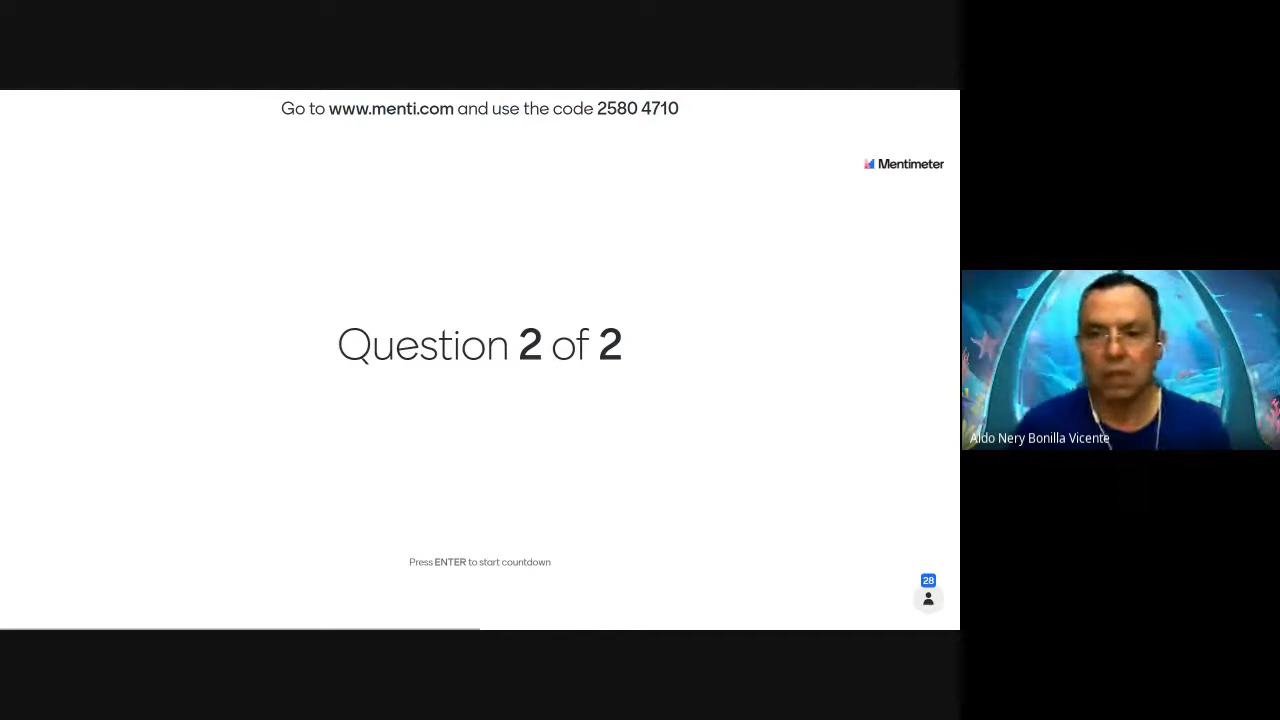 Go to www.menti.com and use the code 2580 4710
Mentimeter
Question 2 of 2
Aldo Nery Bonilla Vicente
Press ENTER to start countdown
28